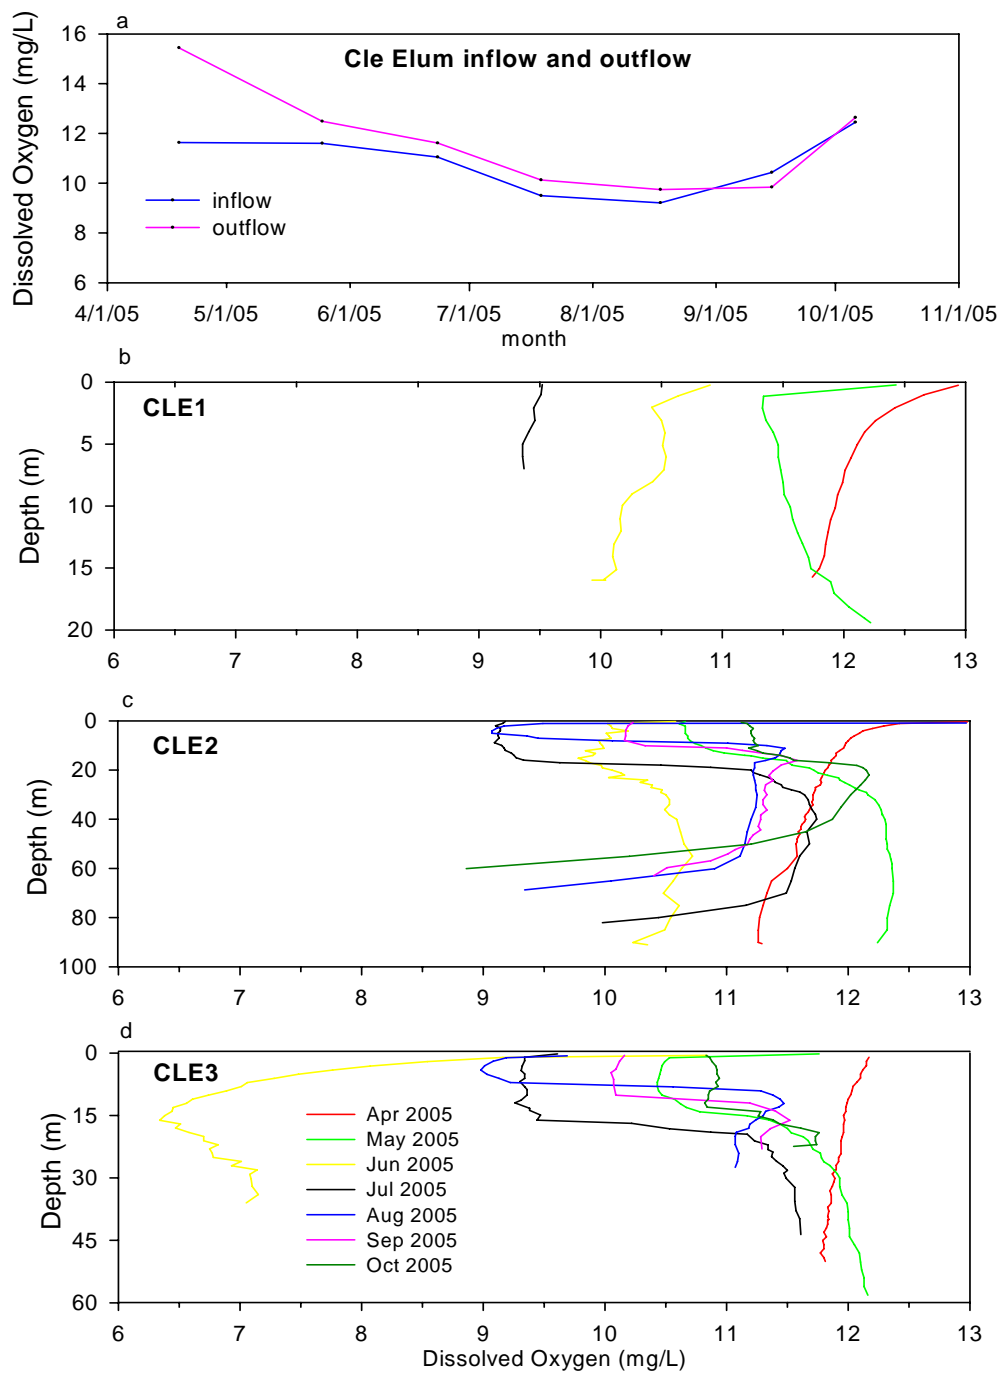 a
Cle Elum inflow and outflow
Dissolved Oxygen (mg/L)
16
14
12
10
8
6
inflow
outflow
4/1/05 5/1/05 6/1/05 7/1/05 8/1/05 9/1/05 10/1/05 11/1/05
month
b
CLE1
Depth (m)
0
5
10
15
20
6 7 8 9 10 11 12 13
c
CLE2
Depth (m)
0
20
40
60
80
100
6 7 8 9 10 11 12 13
d
CLE3
Depth (m)
0
15
30
45
60
Apr 2005
May 2005
Jun 2005
Jul 2005
Aug 2005
Sep 2005
Oct 2005
6 7 8 9 10 11 12 13
Dissolved Oxygen (mg/L)